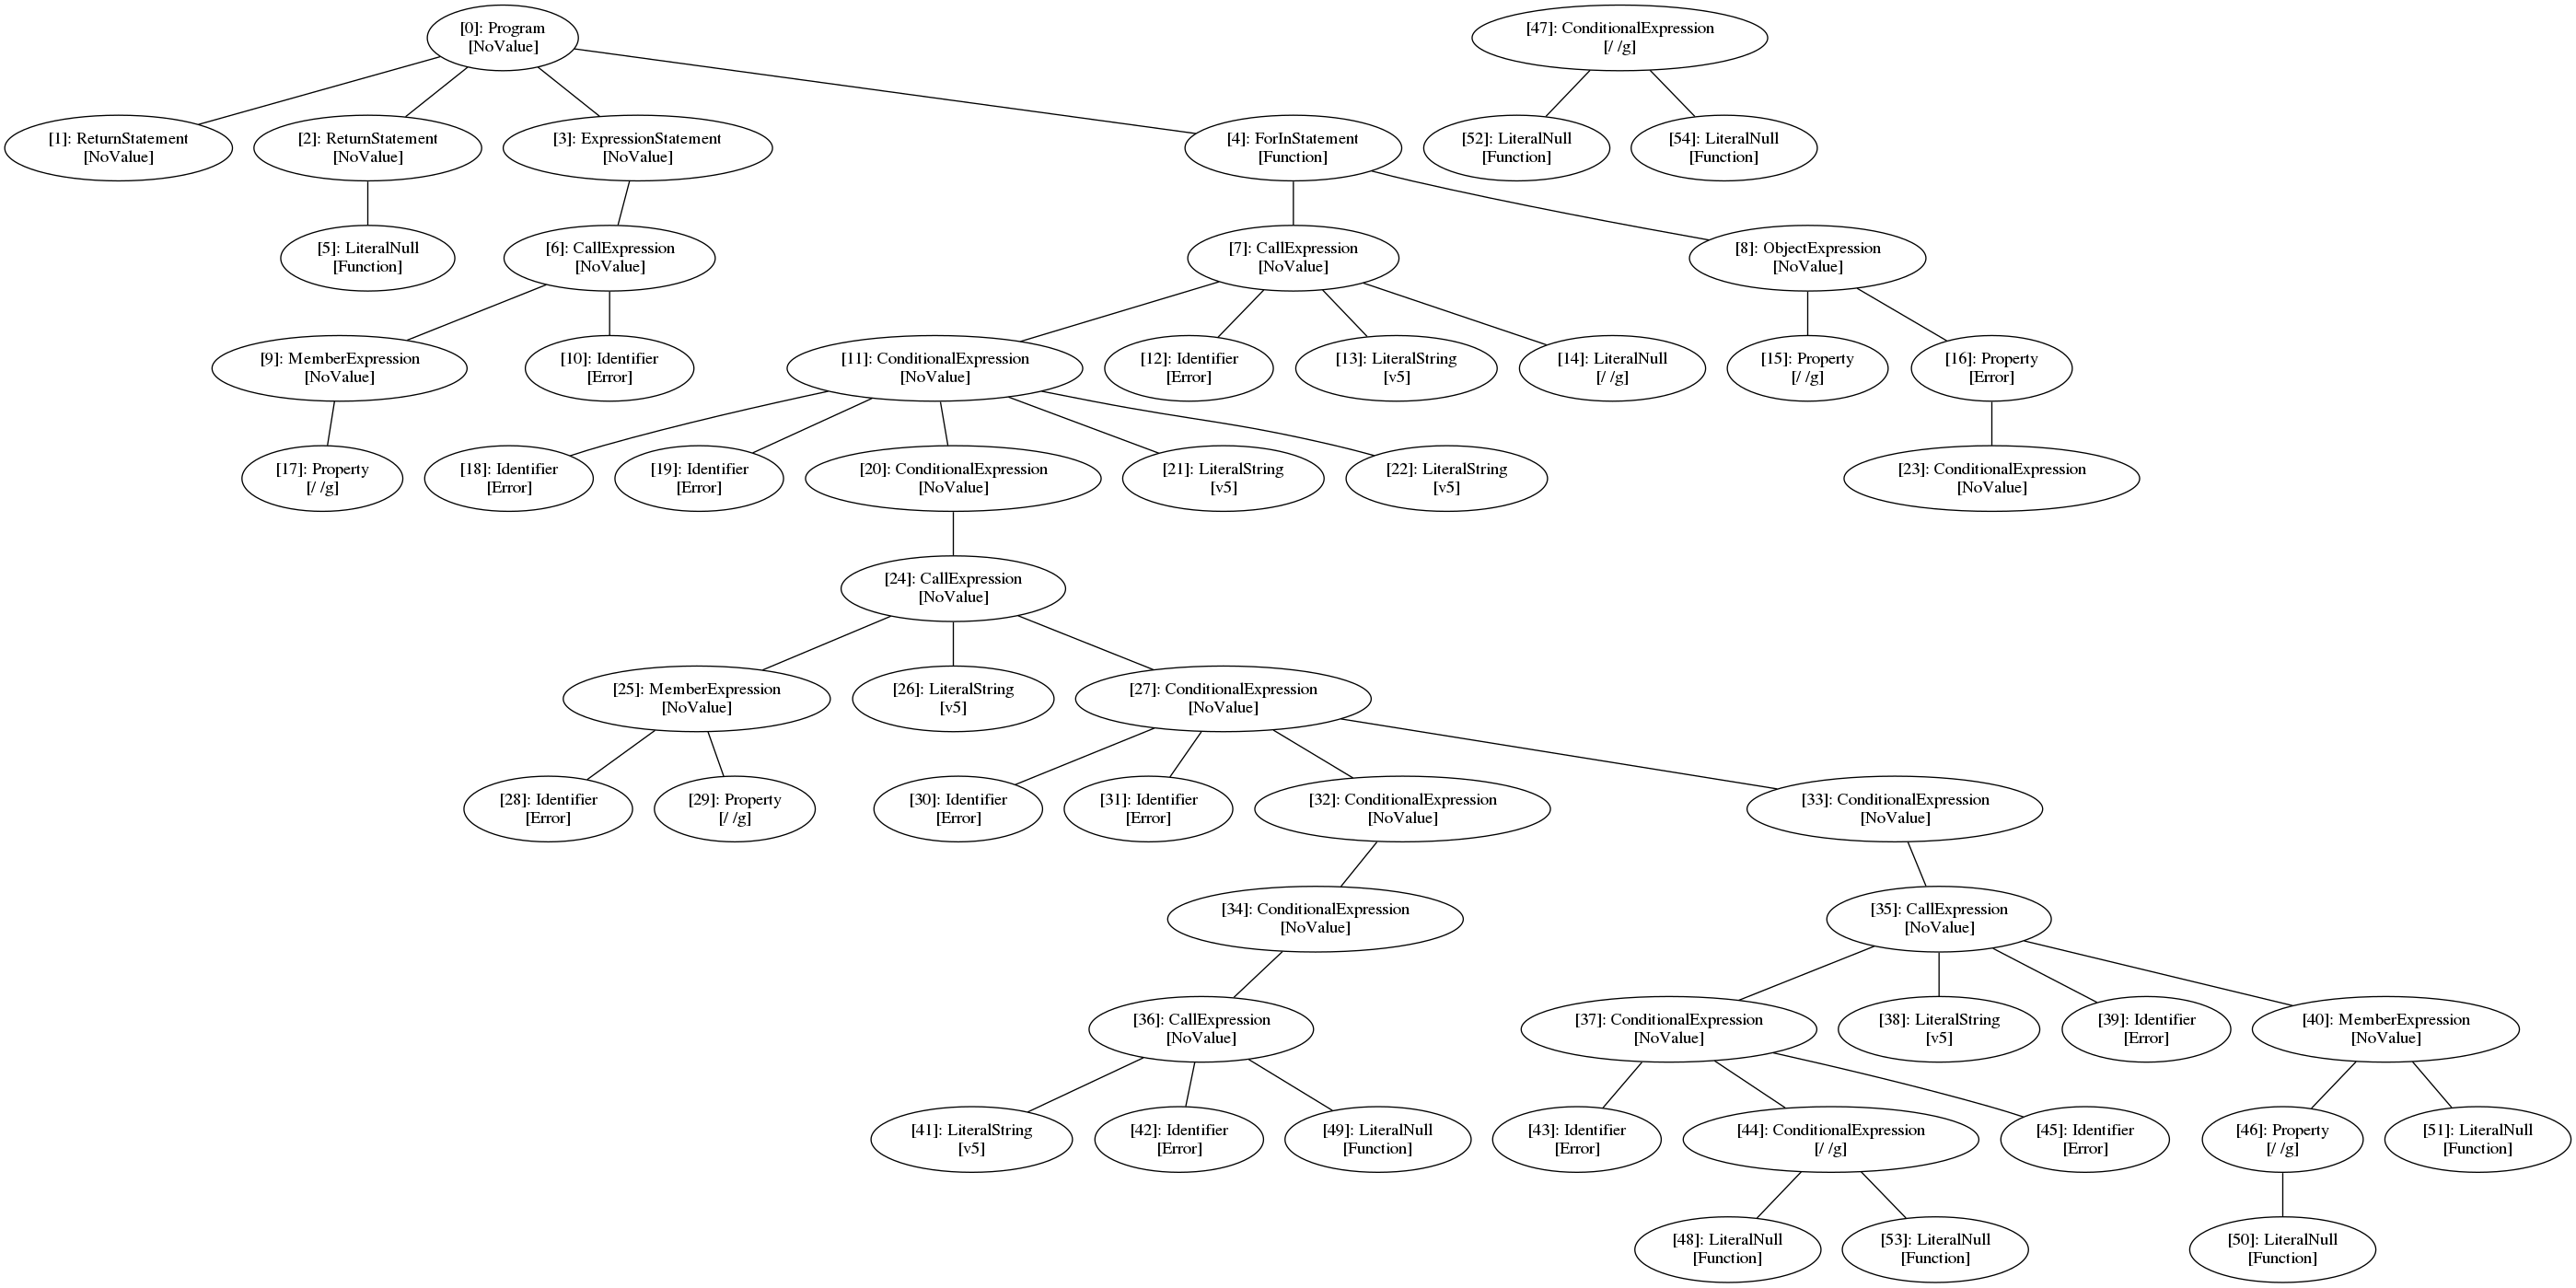 [0]: Program
[NoValue]
[47]: ConditionalExpression
[/ /g]
[1]: ReturnStatement
[NoValue]
[2]: ReturnStatement
[NoValue]
[3]: ExpressionStatement
[NoValue]
[4]: ForInStatement
[Function]
[52]: LiteralNull
[Function]
[54]: LiteralNull
[Function]
[5]: LiteralNull
[Function]
[6]: CallExpression
[NoValue]
[7]: CallExpression
[NoValue]
[8]: ObjectExpression
[NoValue]
[9]: MemberExpression
[NoValue]
[10]: Identifier
[Error]
[11]: ConditionalExpression
[NoValue]
[12]: Identifier
[Error]
[13]: LiteralString
[v5]
[14]: LiteralNull
[/ /g]
[15]: Property
[/ /g]
[16]: Property
[Error]
[17]: Property
[/ /g]
[18]: Identifier
[Error]
[19]: Identifier
[Error]
[20]: ConditionalExpression
[NoValue]
[21]: LiteralString
[v5]
[22]: LiteralString
[v5]
[23]: ConditionalExpression
[NoValue]
[24]: CallExpression
[NoValue]
[25]: MemberExpression
[NoValue]
[26]: LiteralString
[v5]
[27]: ConditionalExpression
[NoValue]
[28]: Identifier
[Error]
[29]: Property
[/ /g]
[30]: Identifier
[Error]
[31]: Identifier
[Error]
[32]: ConditionalExpression
[NoValue]
[33]: ConditionalExpression
[NoValue]
[34]: ConditionalExpression
[NoValue]
[35]: CallExpression
[NoValue]
[36]: CallExpression
[NoValue]
[37]: ConditionalExpression
[NoValue]
[38]: LiteralString
[v5]
[39]: Identifier
[Error]
[40]: MemberExpression
[NoValue]
[41]: LiteralString
[v5]
[42]: Identifier
[Error]
[49]: LiteralNull
[Function]
[43]: Identifier
[Error]
[44]: ConditionalExpression
[/ /g]
[45]: Identifier
[Error]
[46]: Property
[/ /g]
[51]: LiteralNull
[Function]
[48]: LiteralNull
[Function]
[53]: LiteralNull
[Function]
[50]: LiteralNull
[Function]